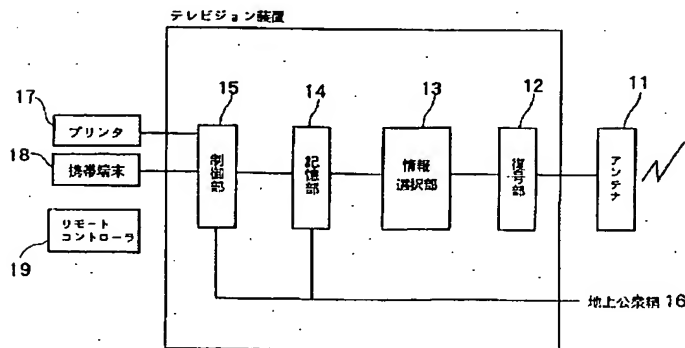 テレビジョン装置
17
15
14
13
12
11
プリンタ
18
携帯端末
制御部
記憶部
情報
選択部
復号部
アンテナ
リモート
コントローラ
19
地上公衆網 16